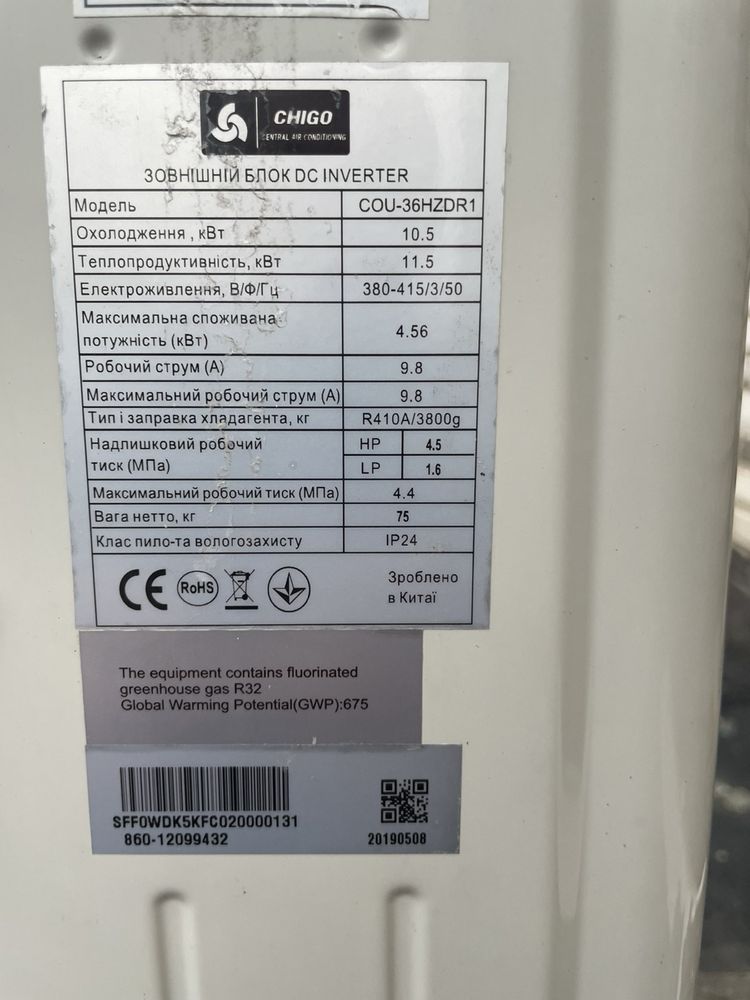 CHIGO
CENTRAL AIR CONDITIONING
ЗОВНІШНІЙ БЛОК DC INVERTER
Модель COU-36HZDR1
Охолодження , кВт 10.5
Теплопродуктивність, кВт 11.5
Електроживлення, В/Ф/Гц 380-415/3/50
Максимальна споживана
потужність (кВт) 4.56
Робочий струм (А) 9.8
Максимальний робочий струм (А) 9.8
Тип і заправка хладагента, кг R410A/3800g
Надлишковий робочий HP 4.5
тиск (МПа) LP 1.6
Максимальний робочий тиск (МПа) 4.4
Вага нетто, кг 75
Клас пило-та вологозахисту IP24
CE RoHS Зроблено
в Китаї
The equipment contains fluorinated
greenhouse gas R32
Global Warming Potential(GWP):675
SFF0WDK5KFC020000131
860-12099432 20190508